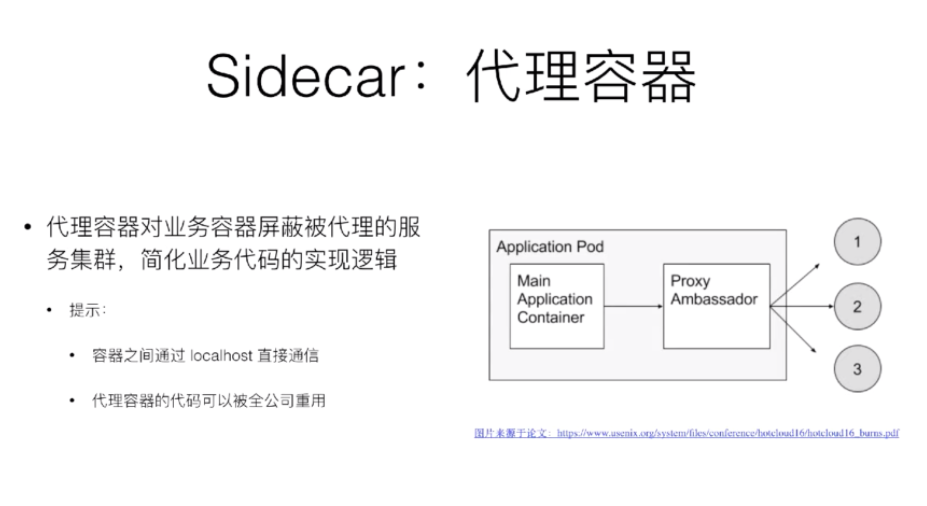 Sidecar：代理容器
• 代理容器对业务容器屏蔽被代理的服
务集群，简化业务代码的实现逻辑
• 提示：
• 容器之间通过 localhost 直接通信
• 代理容器的代码可以被全公司重用
Application Pod
Main
Application
Container
Proxy
Ambassador
1
2
3
图片来源于论文：https://www.usenix.org/system/files/conference/hotcloud16/hotcloud16_burns.pdf